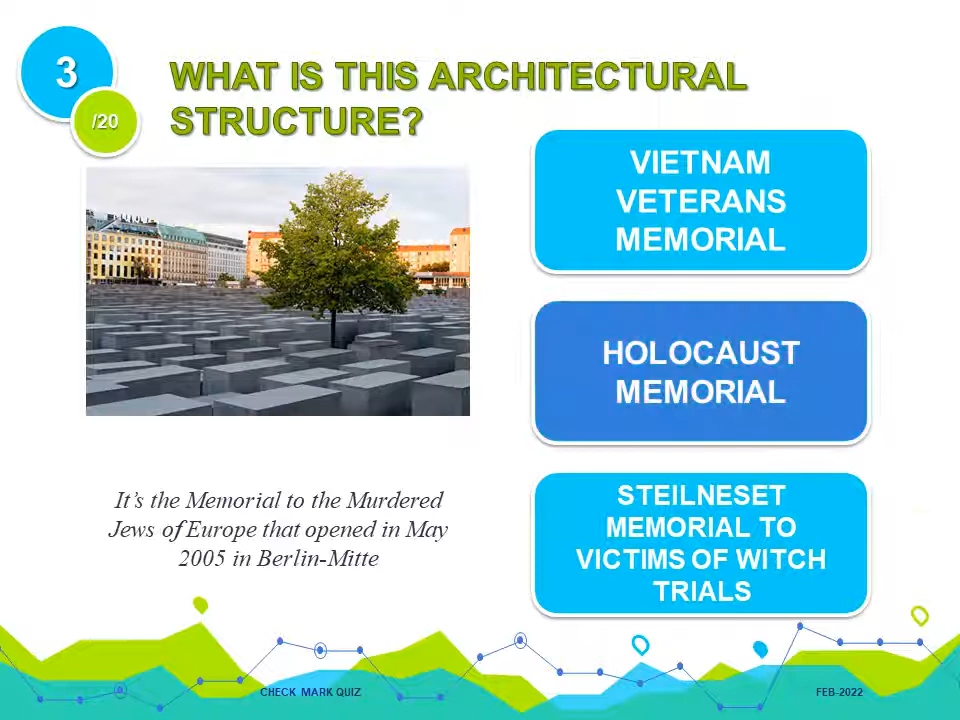 3
/20
WHAT IS THIS ARCHITECTURAL
STRUCTURE?
VIETNAM
VETERANS
MEMORIAL
HOLOCAUST
MEMORIAL
It's the Memorial to the Murdered
Jews of Europe that opened in May
2005 in Berlin-Mitte
STEILNESET
MEMORIAL TO
VICTIMS OF WITCH
TRIALS
CHECK MARK QUIZ
FEB-2022